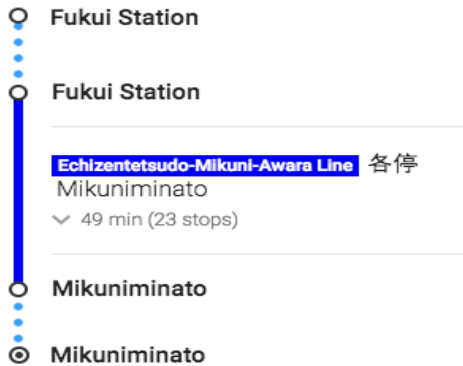 Fukui Station
Fukui Station
Echizentetsudo-Mikuni-Awara Line 各停
Mikuniminato
49 min (23 stops)
Mikuniminato
Mikuniminato